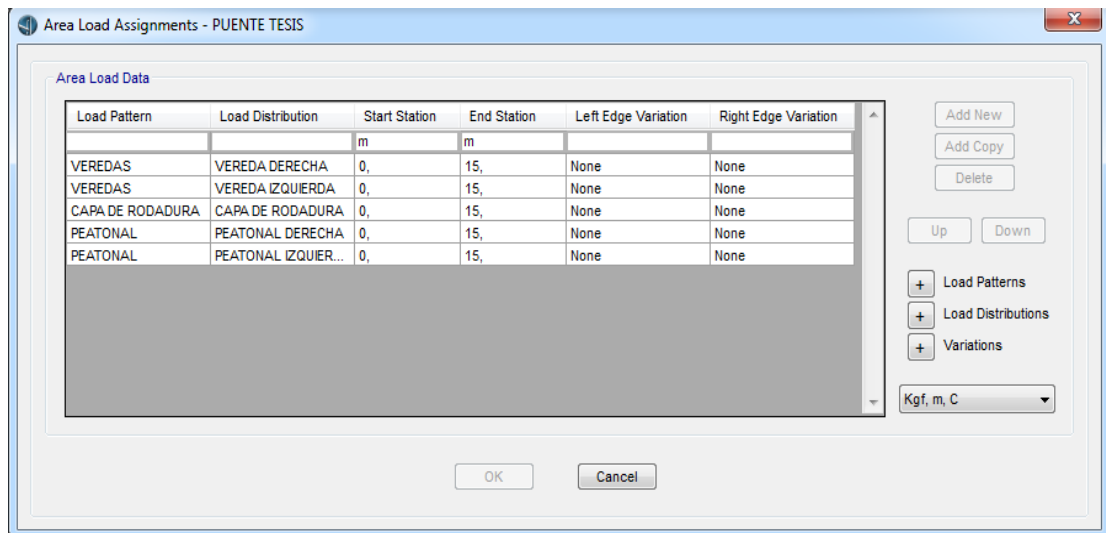 Area Load Assignments - PUENTE TESIS
Area Load Data
Load Pattern Load Distribution Start Station End Station Left Edge Variation Right Edge Variation
m m
VEREDAS VEREDA DERECHA 0, 15, None None
VEREDAS VEREDA IZQUIERDA 0, 15, None None
CAPA DE RODADURA CAPA DE RODADURA 0, 15, None None
PEATONAL PEATONAL DERECHA 0, 15, None None
PEATONAL PEATONAL IZQUIER... 0, 15, None None
Add New
Add Copy
Delete
Up Down
+ Load Patterns
+ Load Distributions
+ Variations
Kgf, m, C
OK Cancel